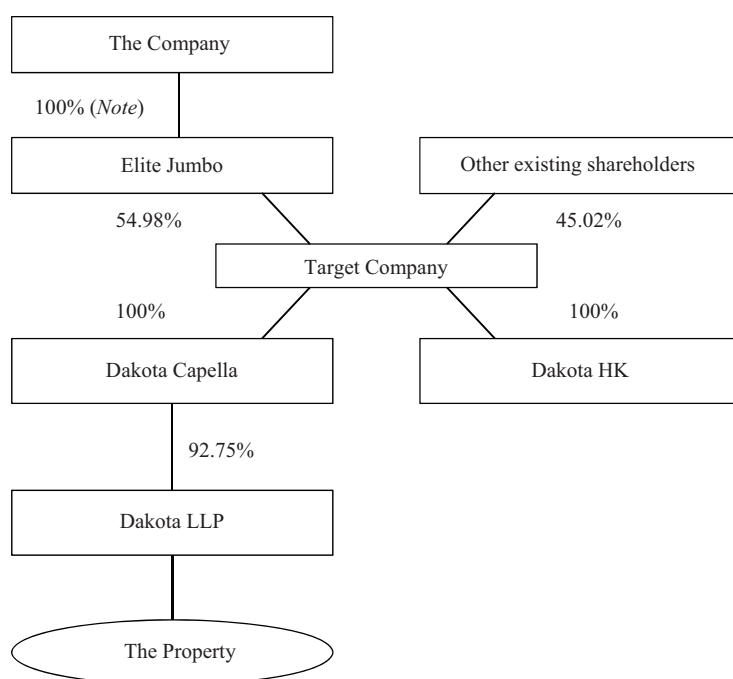 The Company
100% (Note)
Elite Jumbo
Other existing shareholders
54.98%
45.02%
Target Company
100%
100%
Dakota Capella
Dakota HK
92.75%
Dakota LLP
The Property